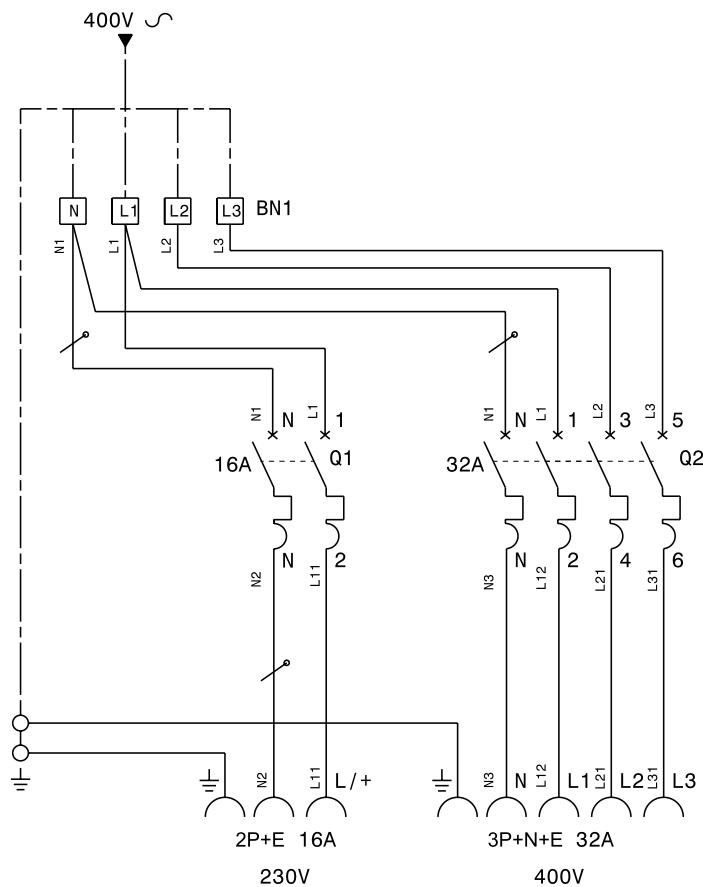 400V
N L1 L2 L3 BN1
N1 L1 L2 L3
N1 N L1 1 N1 N L1 1 L2 3 L3 5
16A Q1 32A Q2
N 2 N 2 4 6
N2 L11 N3 L12 L21 L31
N2 L11 L/+ N3 N L12 L1 L21 L2 L31 L3
2P+E 16A 3P+N+E 32A
230V 400V